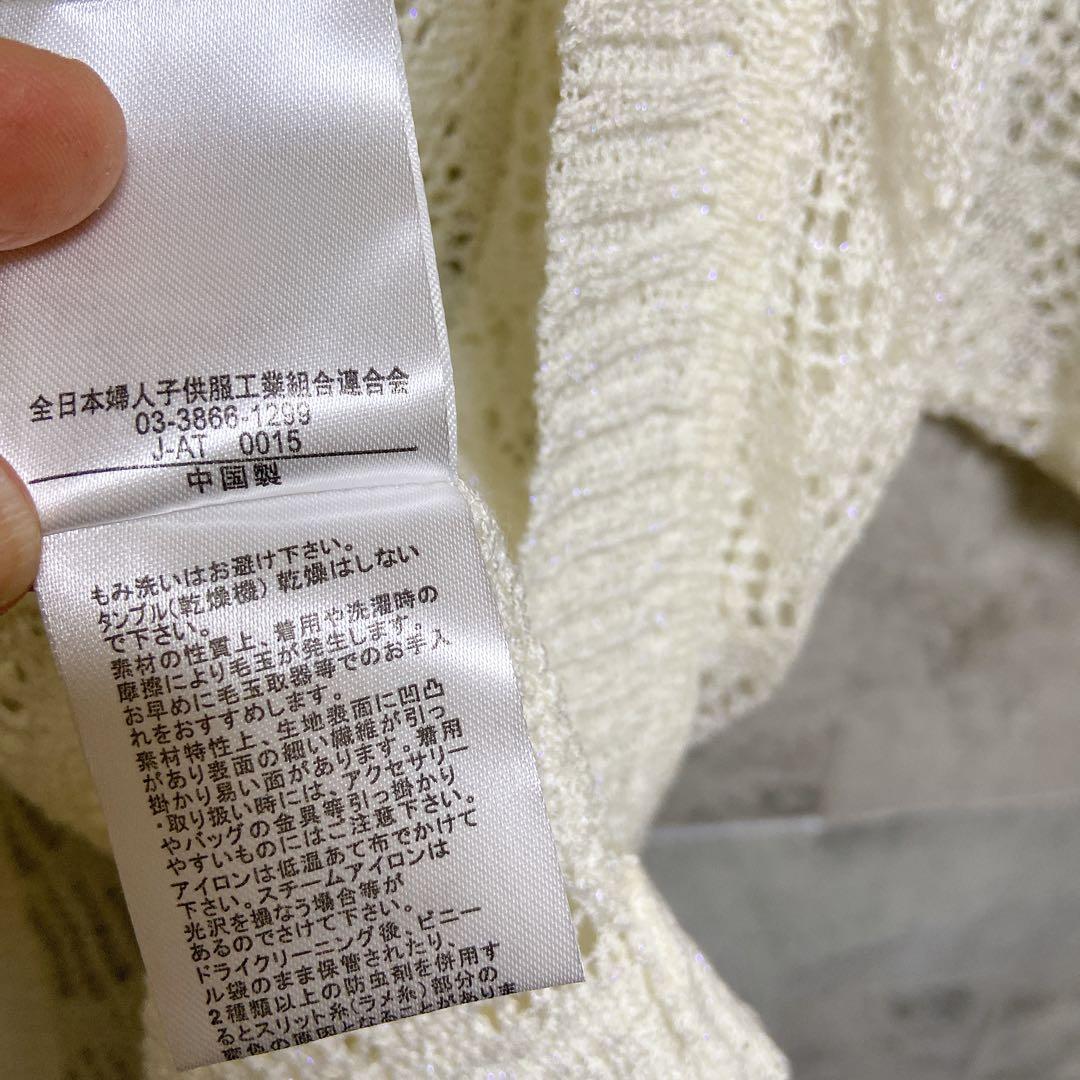 全日本婦人子供服工業組合連合会
03-3866-1299
J-AT 0015
中国製
もみ洗いはお避け下さい。
タンブル(乾燥機)乾燥はしない
で下さい。
素材の性質上、着用や洗濯時の
摩擦により毛玉が発生します。
お早めに毛玉取器等でのお手入
れをおすすめします。
素材特性上、生地表面に凹凸
があり表面の細い繊維が引っ
掛かり易い面があります。着用
・取り扱い時には、アクセサリー
やバッグの金具等引っ掛かり
やすいものにはご注意下さい。
アイロンは低温あて布でかけて
下さい。スチームアイロンは
光沢を損なう場合等が
あるのでさけて下さい。
ドライクリーニング後、ビニー
ル袋のまま保管されたり、
2種類以上の防虫剤を併用す
るとスリット糸(ラメ糸)部分の
変色の原因となることがありま